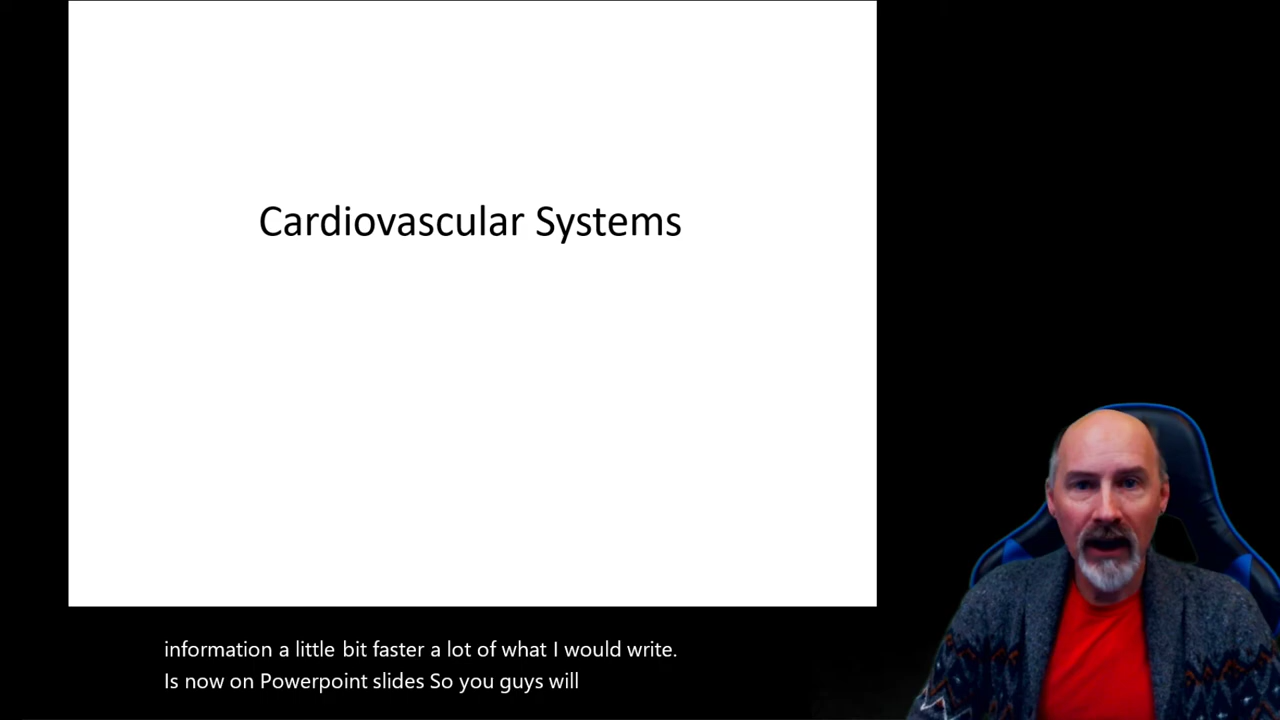 Cardiovascular Systems
information a little bit faster a lot of what I would write.
Is now on Powerpoint slides So you guys will